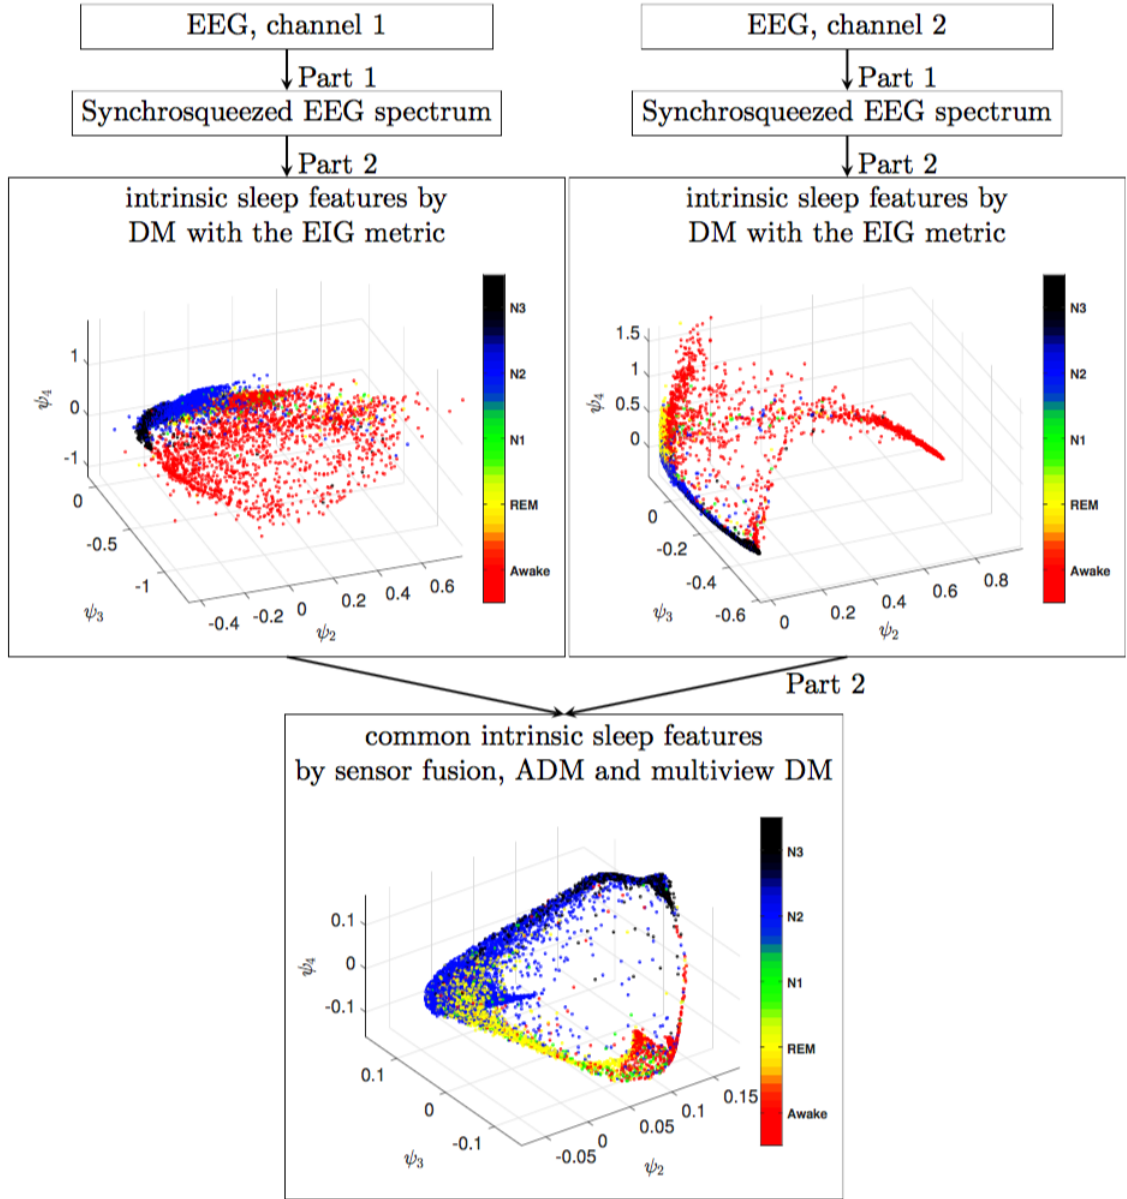 EEG, channel 1
Part 1
Synchrosqueezed EEG spectrum
Part 2
intrinsic sleep features by
DM with the EIG metric
1
0
-1
ψ4
0
-0.5
-1
ψ3
-0.4 -0.2 0 0.2 0.4 0.6
ψ2
N3
N2
N1
REM
Awake
EEG, channel 2
Part 1
Synchrosqueezed EEG spectrum
Part 2
intrinsic sleep features by
DM with the EIG metric
1.5
1
0.5
0
ψ4
0
-0.2
-0.4
-0.6
ψ3
0 0.2 0.4 0.6 0.8
ψ2
N3
N2
N1
REM
Awake
Part 2
common intrinsic sleep features
by sensor fusion, ADM and multiview DM
0.1
0
-0.1
ψ4
0.1
0
-0.1
ψ3
-0.05 0 0.05 0.1 0.15
ψ2
N3
N2
N1
REM
Awake